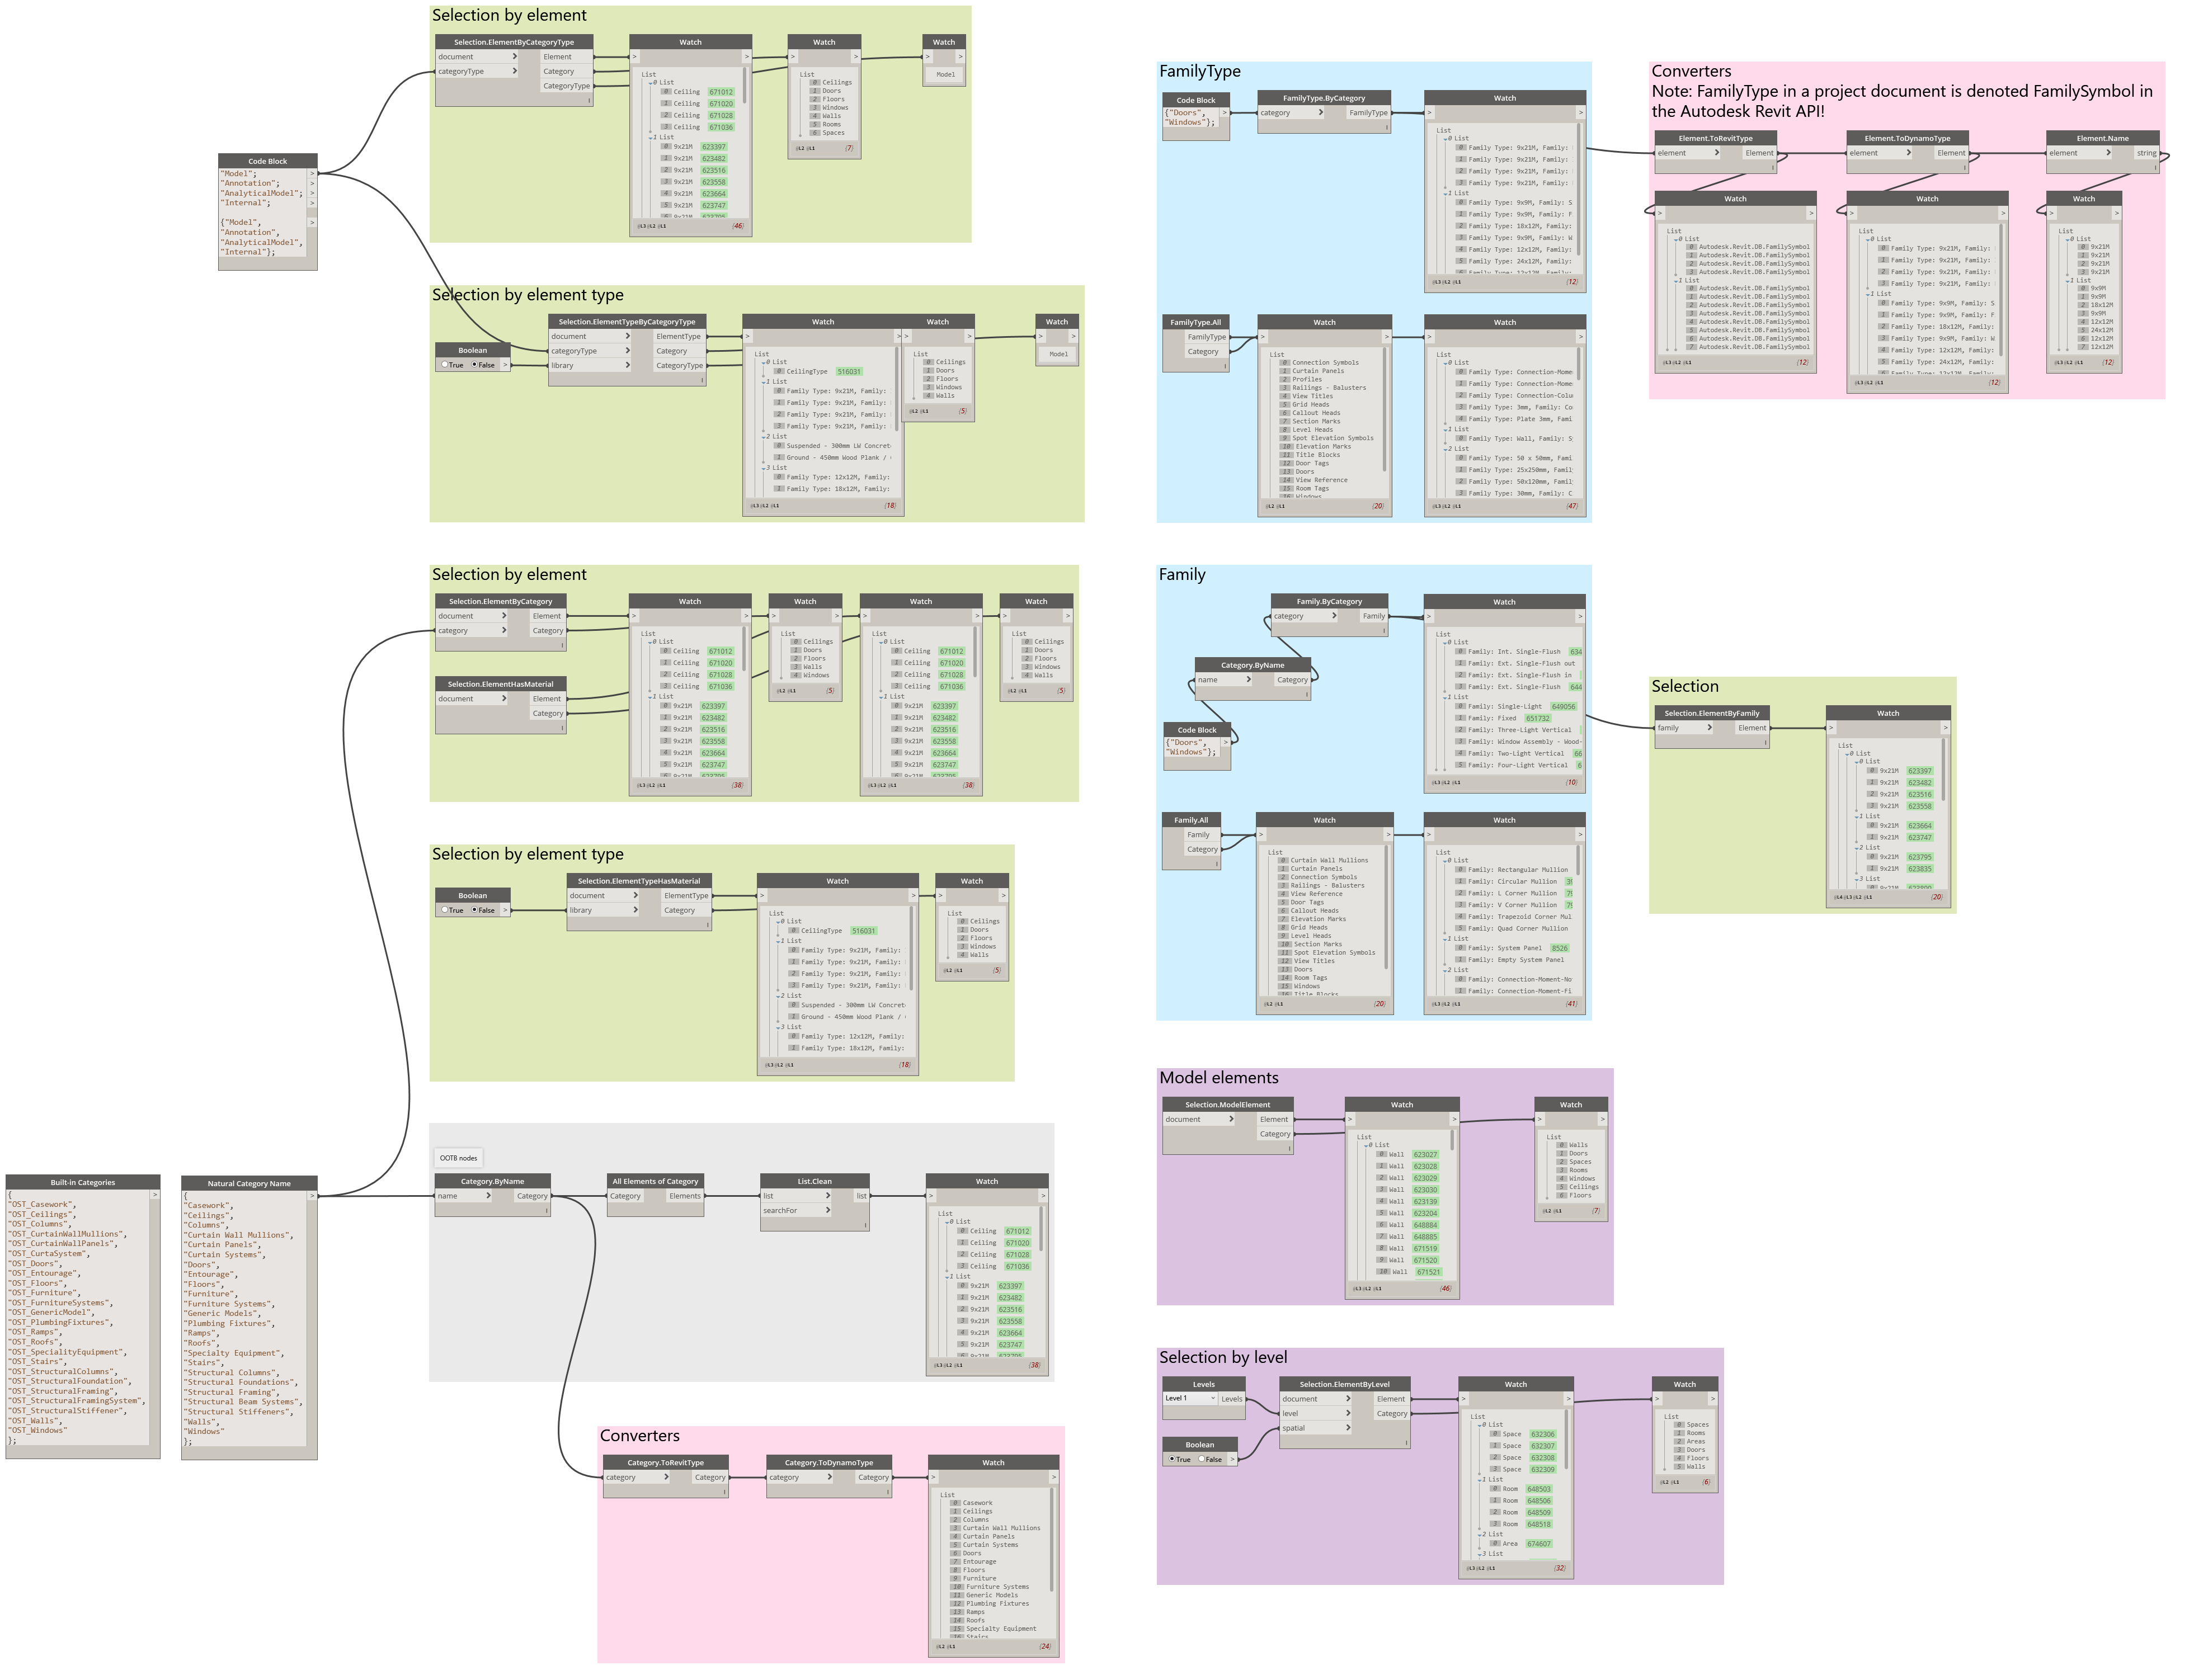 Selection by element
Selection.ElementByCategoryType
document
categoryType
Element
Category
CategoryType
Watch
List
0 List
0 Ceiling 671012
1 Ceiling 671020
2 Ceiling 671028
3 Ceiling 671036
1 List
0 9x21M 623397
1 9x21M 623482
2 9x21M 623516
3 9x21M 623558
4 9x21M 623664
5 9x21M 623747
6 9x21M 623795
@L3 @L2 @L1 {46}
Watch
List
0 Ceilings
1 Doors
2 Floors
3 Windows
4 Walls
5 Rooms
6 Spaces
@L2 @L1 {7}
Watch
Model
Code Block
"Model";
"Annotation";
"AnalyticalModel";
"Internal";
{"Model",
"Annotation",
"AnalyticalModel",
"Internal"};
Selection by element type
Boolean
True False
Selection.ElementTypeByCategoryType
document
categoryType
library
ElementType
Category
CategoryType
Watch
List
0 List
0 CeilingType 516031
1 List
0 Family Type: 9x21M, Family:
1 Family Type: 9x21M, Family:
2 Family Type: 9x21M, Family:
3 Family Type: 9x21M, Family:
2 List
0 Suspended - 300mm LW Concret
1 Ground - 450mm Wood Plank /
3 List
0 Family Type: 12x12M, Family:
1 Family Type: 18x12M, Family:
@L3 @L2 @L1 {18}
Watch
List
0 Ceilings
1 Doors
2 Floors
3 Windows
4 Walls
@L2 @L1 {5}
Watch
Model
Selection by element
Selection.ElementByCategory
document
category
Element
Category
Selection.ElementHasMaterial
document
Element
Category
Watch
List
0 List
0 Ceiling 671012
1 Ceiling 671020
2 Ceiling 671028
3 Ceiling 671036
1 List
0 9x21M 623397
1 9x21M 623482
2 9x21M 623516
3 9x21M 623558
4 9x21M 623664
5 9x21M 623747
6 9x21M 623795
@L3 @L2 @L1 {38}
Watch
List
0 Ceilings
1 Doors
2 Floors
3 Walls
4 Windows
@L2 @L1 {5}
Watch
List
0 List
0 Ceiling 671012
1 Ceiling 671020
2 Ceiling 671028
3 Ceiling 671036
1 List
0 9x21M 623397
1 9x21M 623482
2 9x21M 623516
3 9x21M 623558
4 9x21M 623664
5 9x21M 623747
6 9x21M 623795
@L3 @L2 @L1 {38}
Watch
List
0 Ceilings
1 Doors
2 Floors
3 Windows
4 Walls
@L2 @L1 {5}
Selection by element type
Boolean
True False
Selection.ElementTypeHasMaterial
document
library
ElementType
Category
Watch
List
0 List
0 CeilingType 516031
1 List
0 Family Type: 9x21M, Family:
1 Family Type: 9x21M, Family:
2 Family Type: 9x21M, Family:
3 Family Type: 9x21M, Family:
2 List
0 Suspended - 300mm LW Concret
1 Ground - 450mm Wood Plank /
3 List
0 Family Type: 12x12M, Family:
1 Family Type: 18x12M, Family:
@L3 @L2 @L1 {18}
Watch
List
0 Ceilings
1 Doors
2 Floors
3 Windows
4 Walls
@L2 @L1 {5}
Built-in Categories
{
"OST_Casework",
"OST_Ceilings",
"OST_Columns",
"OST_CurtainWallMullions",
"OST_CurtainWallPanels",
"OST_CurtaSystem",
"OST_Doors",
"OST_Entourage",
"OST_Floors",
"OST_Furniture",
"OST_FurnitureSystems",
"OST_GenericModel",
"OST_PlumbingFixtures",
"OST_Ramps",
"OST_Roofs",
"OST_SpecialityEquipment",
"OST_Stairs",
"OST_StructuralColumns",
"OST_StructuralFoundation",
"OST_StructuralFraming",
"OST_StructuralFramingSystem",
"OST_StructuralStiffener",
"OST_Walls",
"OST_Windows"
};
Natural Category Name
{
"Casework",
"Ceilings",
"Columns",
"Curtain Wall Mullions",
"Curtain Panels",
"Curtain Systems",
"Doors",
"Entourage",
"Floors",
"Furniture",
"Furniture Systems",
"Generic Models",
"Plumbing Fixtures",
"Ramps",
"Roofs",
"Specialty Equipment",
"Stairs",
"Structural Columns",
"Structural Foundations",
"Structural Framing",
"Structural Beam Systems",
"Structural Stiffeners",
"Walls",
"Windows"
};
OOTB nodes
Category.ByName
name Category
All Elements of Category
Category Elements
List.Clean
list list
searchFor
Watch
List
0 List
0 Ceiling 671012
1 Ceiling 671020
2 Ceiling 671028
3 Ceiling 671036
1 List
0 9x21M 623397
1 9x21M 623482
2 9x21M 623516
3 9x21M 623558
4 9x21M 623664
5 9x21M 623747
6 9x21M 623795
@L3 @L2 @L1 {38}
Converters
Category.ToRevitType
category Category
Category.ToDynamoType
category Category
Watch
List
0 Casework
1 Ceilings
2 Columns
3 Curtain Wall Mullions
4 Curtain Panels
5 Curtain Systems
6 Doors
7 Entourage
8 Floors
9 Furniture
10 Furniture Systems
11 Generic Models
12 Plumbing Fixtures
13 Ramps
14 Roofs
15 Specialty Equipment
16 Stairs
@L2 @L1 {24}
FamilyType
Code Block
{"Doors",
"Windows"};
FamilyType.ByCategory
category FamilyType
Watch
List
0 List
0 Family Type: 9x21M, Family:
1 Family Type: 9x21M, Family:
2 Family Type: 9x21M, Family:
3 Family Type: 9x21M, Family:
1 List
0 Family Type: 9x9M, Family: S
1 Family Type: 9x9M, Family: F
2 Family Type: 18x12M, Family:
3 Family Type: 9x9M, Family: W
4 Family Type: 12x12M, Family:
5 Family Type: 24x12M, Family:
6 Family Type: 12x12M, Family:
@L3 @L2 @L1 {12}
FamilyType.All
FamilyType
Category
Watch
List
0 Connection Symbols
1 Curtain Panels
2 Profiles
3 Railings - Balusters
4 View Titles
5 Grid Heads
6 Callout Heads
7 Section Marks
8 Level Heads
9 Spot Elevation Symbols
10 Elevation Marks
11 Title Blocks
12 Door Tags
13 Doors
14 View Reference
15 Room Tags
16 Windows
@L2 @L1 {20}
Watch
List
0 List
0 Family Type: Connection-Mome
1 Family Type: Connection-Mome
2 Family Type: Connection-Colu
3 Family Type: 3mm, Family: Co
4 Family Type: Plate 3mm, Fami
1 List
0 Family Type: Wall, Family: Sy
2 List
0 Family Type: 50 x 50mm, Fami
1 Family Type: 25x250mm, Famil
2 Family Type: 50x120mm, Famil
3 Family Type: 30mm, Family: C
@L3 @L2 @L1 {47}
Converters
Note: FamilyType in a project document is denoted FamilySymbol in
the Autodesk Revit API!!
Element.ToRevitType
element Element
Element.ToDynamoType
element Element
Element.Name
element string
Watch
List
0 List
0 Autodesk.Revit.DB.FamilySymbol
1 Autodesk.Revit.DB.FamilySymbol
2 Autodesk.Revit.DB.FamilySymbol
3 Autodesk.Revit.DB.FamilySymbol
1 List
0 Autodesk.Revit.DB.FamilySymbol
1 Autodesk.Revit.DB.FamilySymbol
2 Autodesk.Revit.DB.FamilySymbol
3 Autodesk.Revit.DB.FamilySymbol
4 Autodesk.Revit.DB.FamilySymbol
5 Autodesk.Revit.DB.FamilySymbol
6 Autodesk.Revit.DB.FamilySymbol
7 Autodesk.Revit.DB.FamilySymbol
@L3 @L2 @L1 {12}
Watch
List
0 List
0 Family Type: 9x21M, Family:
1 Family Type: 9x21M, Family:
2 Family Type: 9x21M, Family:
3 Family Type: 9x21M, Family:
1 List
0 Family Type: 9x9M, Family: S
1 Family Type: 9x9M, Family: F
2 Family Type: 18x12M, Family:
3 Family Type: 9x9M, Family: W
4 Family Type: 12x12M, Family:
5 Family Type: 24x12M, Family:
6 Family Type: 12x12M, Family:
@L3 @L2 @L1 {12}
Watch
List
0 List
0 9x21M
1 9x21M
2 9x21M
3 9x21M
1 List
0 9x9M
1 9x9M
2 18x12M
3 9x9M
4 12x12M
5 24x12M
6 12x12M
7 12x12M
@L3 @L2 @L1 {12}
Family
Family.ByCategory
category Family
Category.ByName
name Category
Code Block
{"Doors",
"Windows"};
Watch
List
0 List
0 Family: Int. Single-Flush 634
1 Family: Ext. Single-Flush out
2 Family: Ext. Single-Flush in
3 Family: Ext. Single-Flush 644
1 List
0 Family: Single-Light 649056
1 Family: Fixed 651732
2 Family: Three-Light Vertical
3 Family: Window Assembly - Wood-
4 Family: Two-Light Vertical 66
5 Family: Four-Light Vertical 6
@L3 @L2 @L1 {10}
Family.All
Family
Category
Watch
List
0 Curtain Wall Mullions
1 Curtain Panels
2 Connection Symbols
3 Railings - Balusters
4 View Reference
5 Door Tags
6 Callout Heads
7 Elevation Marks
8 Grid Heads
9 Level Heads
10 Section Marks
11 Spot Elevation Symbols
12 View Titles
13 Doors
14 Room Tags
15 Windows
16 Title Blocks
@L2 @L1 {20}
Watch
List
0 List
0 Family: Rectangular Mullion
1 Family: Circular Mullion
2 Family: L Corner Mullion
3 Family: V Corner Mullion
4 Family: Trapezoid Corner Mul
5 Family: Quad Corner Mullion
1 List
0 Family: System Panel 8526
1 Family: Empty System Panel
2 List
0 Family: Connection-Moment-No
1 Family: Connection-Moment-Fi
@L3 @L2 @L1 {41}
Selection
Selection.ElementByFamily
family Element
Watch
List
0 List
0 List
0 9x21M 623397
1 9x21M 623482
2 9x21M 623516
3 9x21M 623558
1 List
0 9x21M 623664
1 9x21M 623747
2 List
0 9x21M 623795
1 9x21M 623835
3 List
0 9x21M 623899
@L4 @L3 @L2 @L1 {20}
Model elements
Selection.ModelElement
document Element
Category
Watch
List
0 List
0 Wall 623027
1 Wall 623028
2 Wall 623029
3 Wall 623030
4 Wall 623139
5 Wall 623204
6 Wall 648884
7 Wall 648885
8 Wall 671519
9 Wall 671520
10 Wall 671521
@L3 @L2 @L1 {46}
Watch
List
0 Walls
1 Doors
2 Spaces
3 Rooms
4 Windows
5 Ceilings
6 Floors
@L2 @L1 {7}
Selection by level
Levels
Level 1 Levels
Boolean
True False
Selection.ElementByLevel
document Element
level Category
spatial
Watch
List
0 List
0 Space 632306
1 Space 632307
2 Space 632308
3 Space 632309
1 List
0 Room 648503
1 Room 648506
2 Room 648509
3 Room 648518
2 List
0 Area 674607
3 List
@L3 @L2 @L1 {32}
Watch
List
0 Spaces
1 Rooms
2 Areas
3 Doors
4 Floors
5 Walls
@L2 @L1 {6}